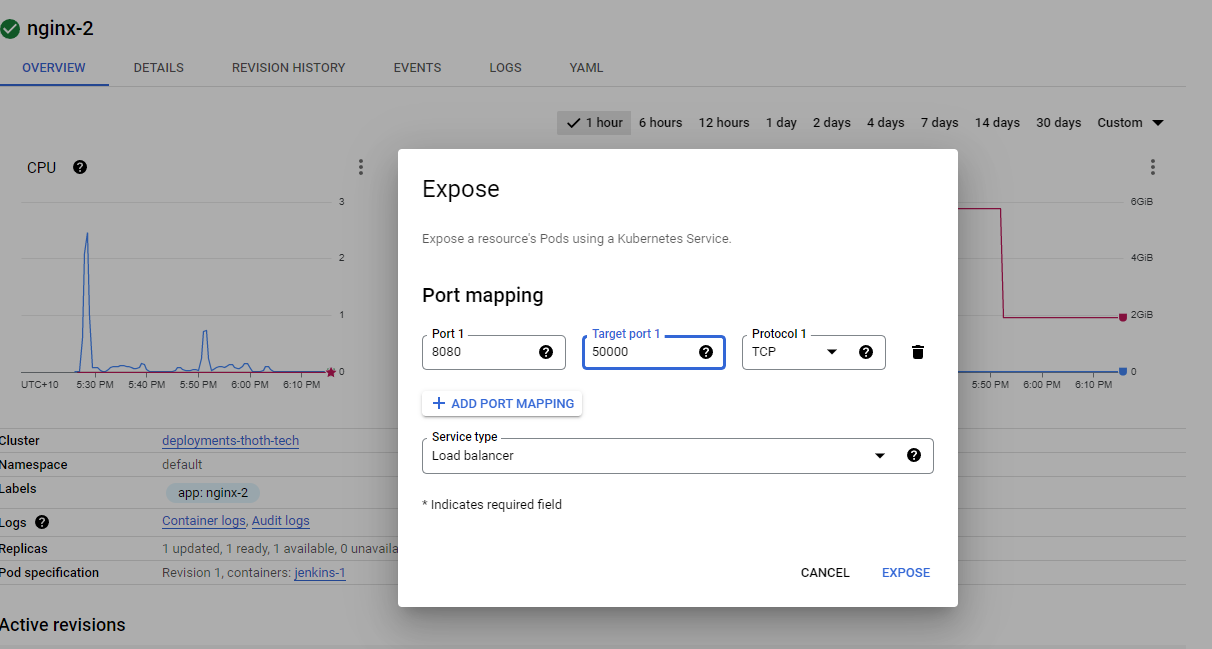 nginx-2
OVERVIEW DETAILS REVISION HISTORY EVENTS LOGS YAML
1 hour 6 hours 12 hours 1 day 2 days 4 days 7 days 14 days 30 days Custom
CPU
3
2
1
0
UTC+10 5:30 PM 5:40 PM 5:50 PM 6:00 PM 6:10 PM
6GiB
4GiB
2GiB
0
5:50 PM 6:00 PM 6:10 PM
Expose
Expose a resource's Pods using a Kubernetes Service.
Port mapping
Port 1 Target port 1 Protocol 1
8080 50000 TCP
ADD PORT MAPPING
Service type
Load balancer
* Indicates required field
CANCEL EXPOSE
Cluster deployments-thoth-tech
Namespace default
Labels app: nginx-2
Logs Container logs, Audit logs
Replicas 1 updated, 1 ready, 1 available, 0 unavaila
Pod specification Revision 1, containers: jenkins-1
Active revisions